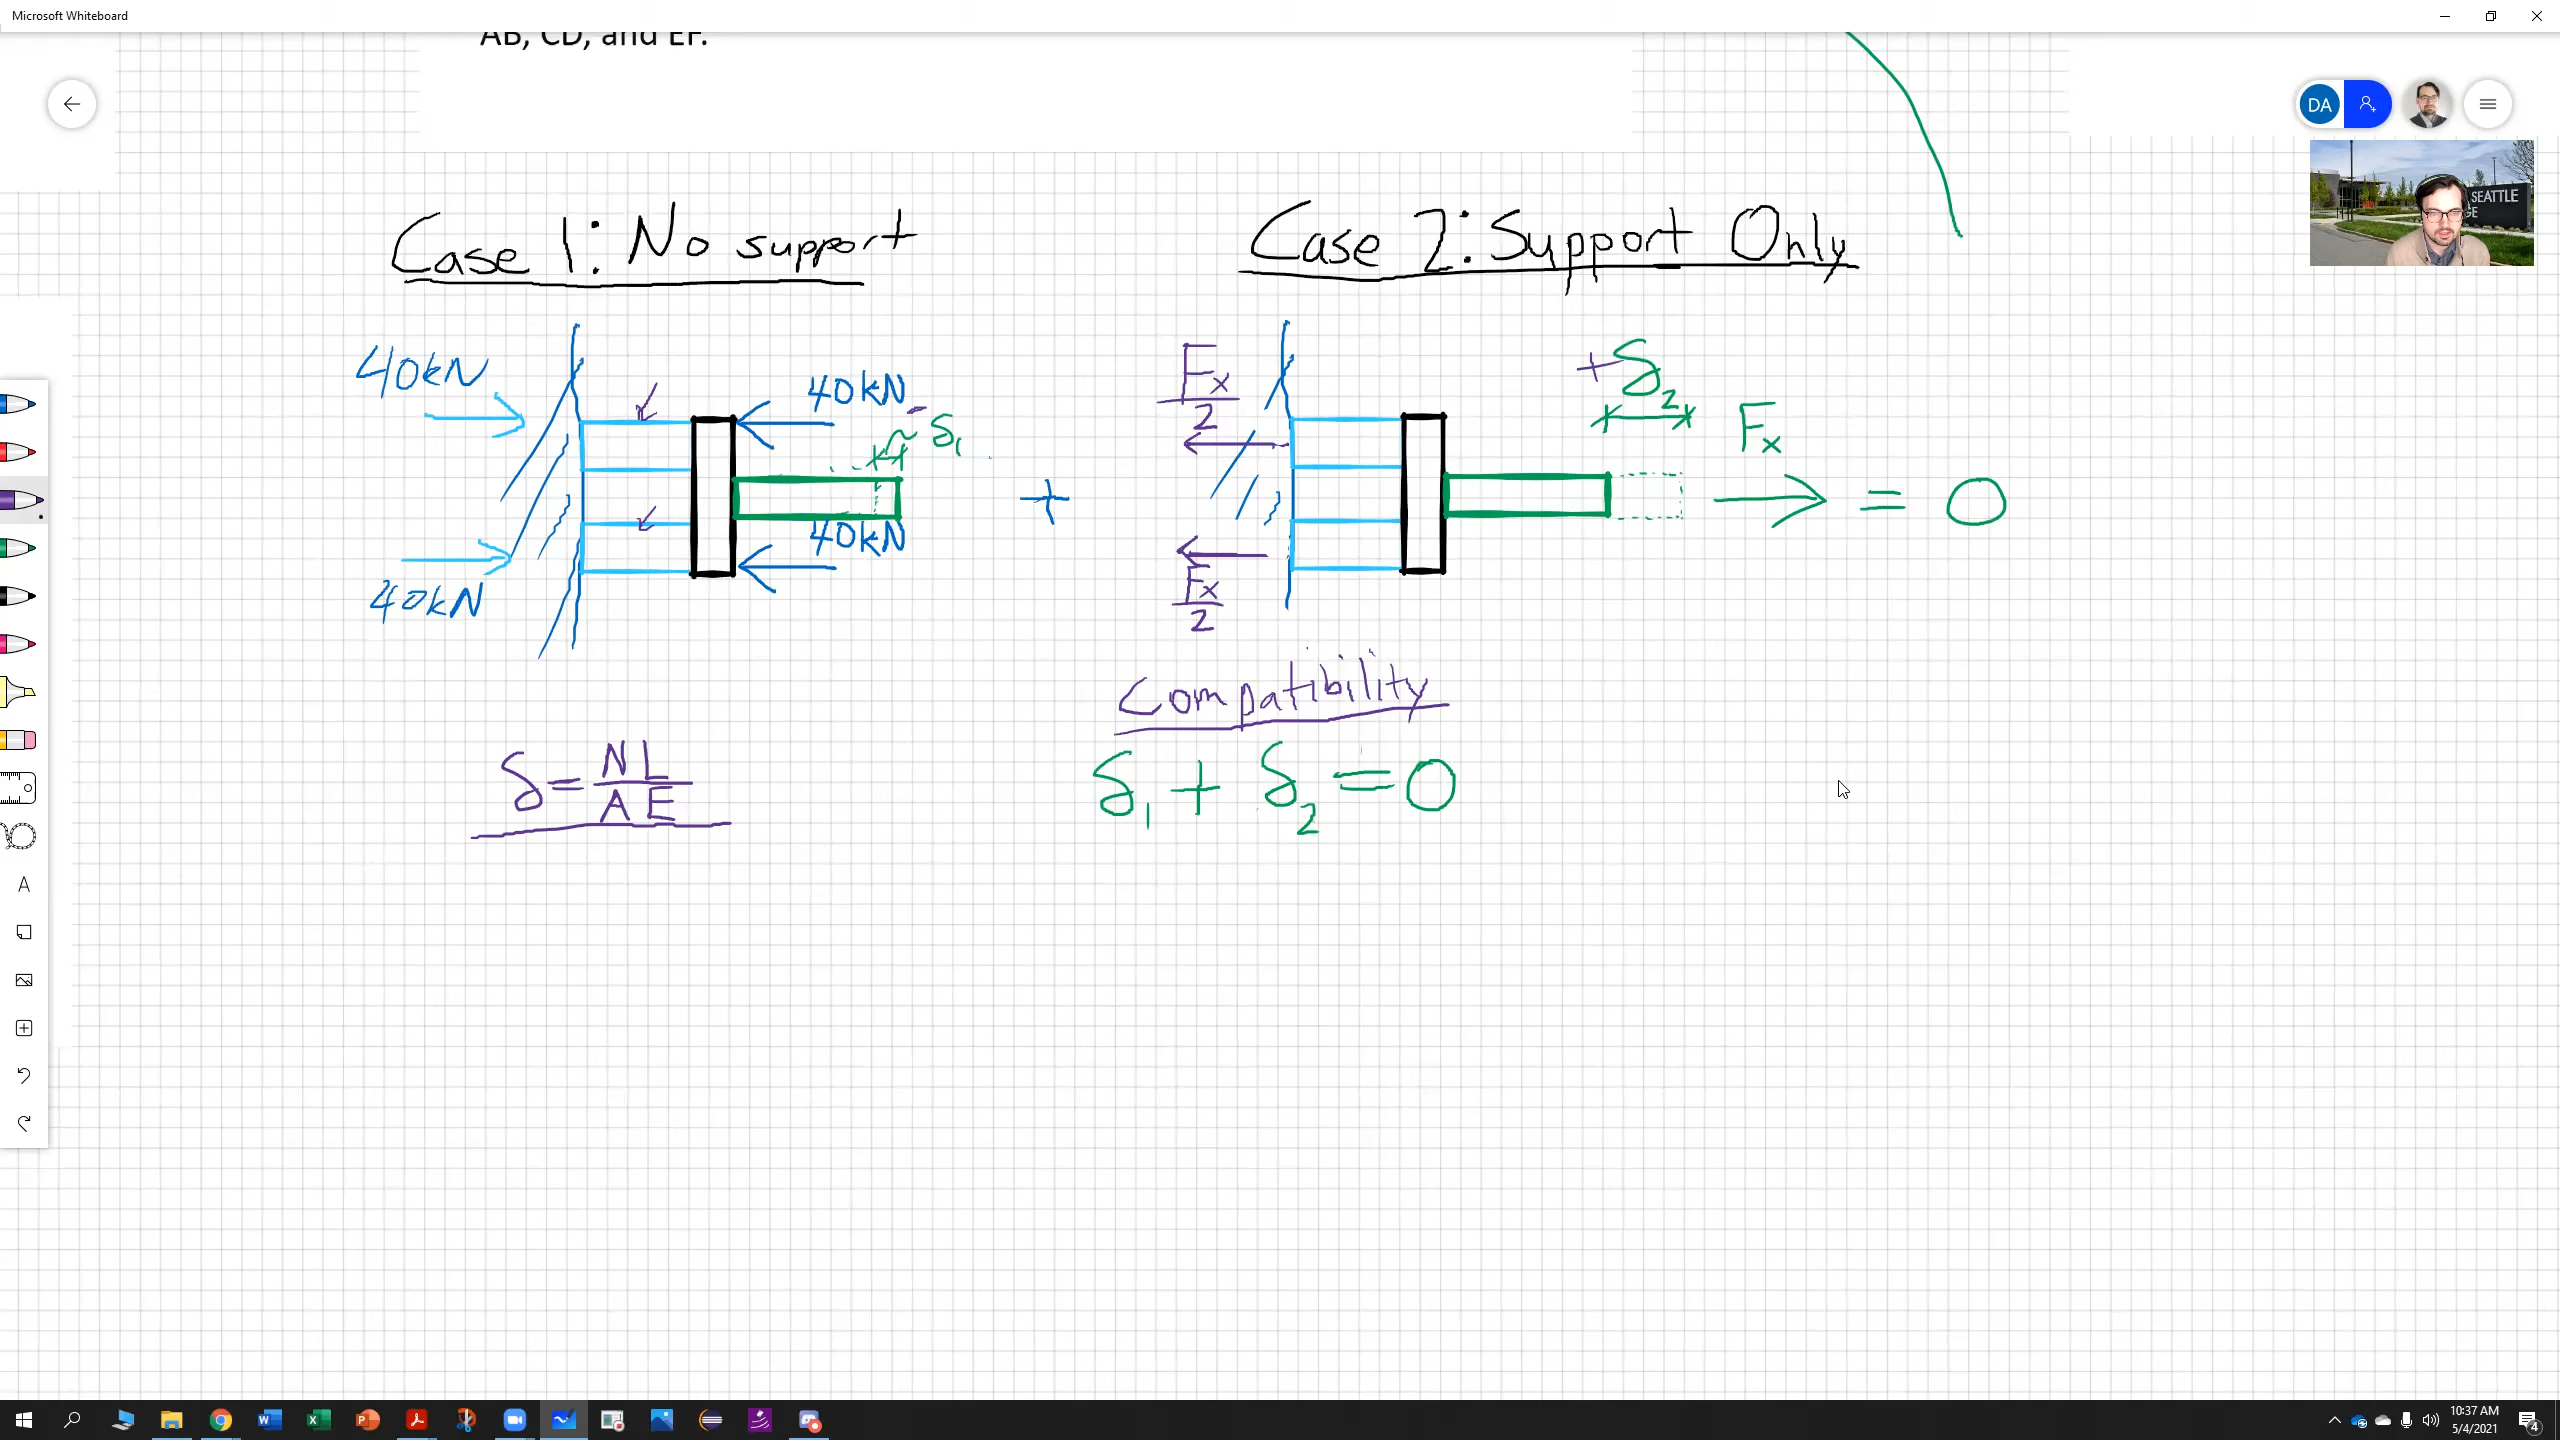 Microsoft Whiteboard
AB, CD, and EF.
DA
SEATTLE
GE
Case 1: No support
Case 2: Support Only
40kN
40kN
- δ₁
40kN
40kN
+
Fx/2
Fx/2
+δ₂
Fx
= 0
Compatibility
δ = NL/AE
δ₁ + δ₂ = 0
A
10:37 AM
5/4/2021
4